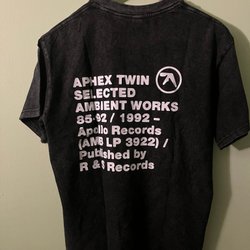 APHEX TWIN
SELECTED
AMBIENT WORKS
85-92 / 1992 –
Apollo Records
(AMB LP 3922) /
Published by
R & S Records